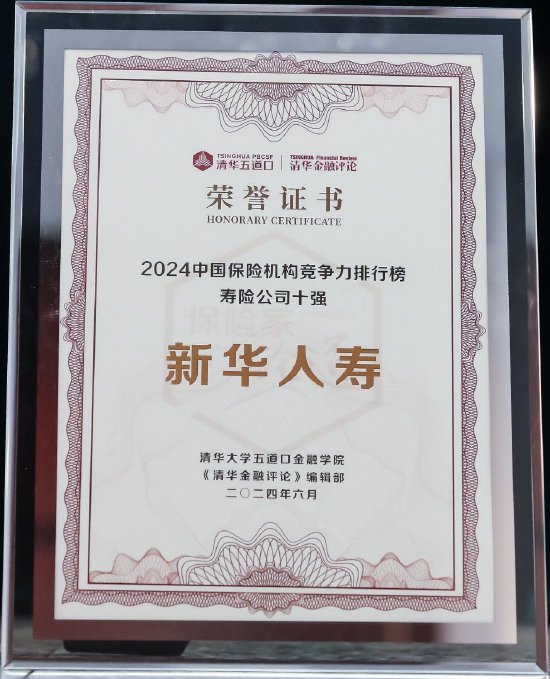 TSINGHUA PBCSF
清华五道口
TSINGHUA Financial Review
清华金融评论
荣誉证书
HONORARY CERTIFICATE
2024中国保险机构竞争力排行榜
寿险公司十强
保险家
新华人寿
清华大学五道口金融学院
《清华金融评论》编辑部
二〇二四年六月